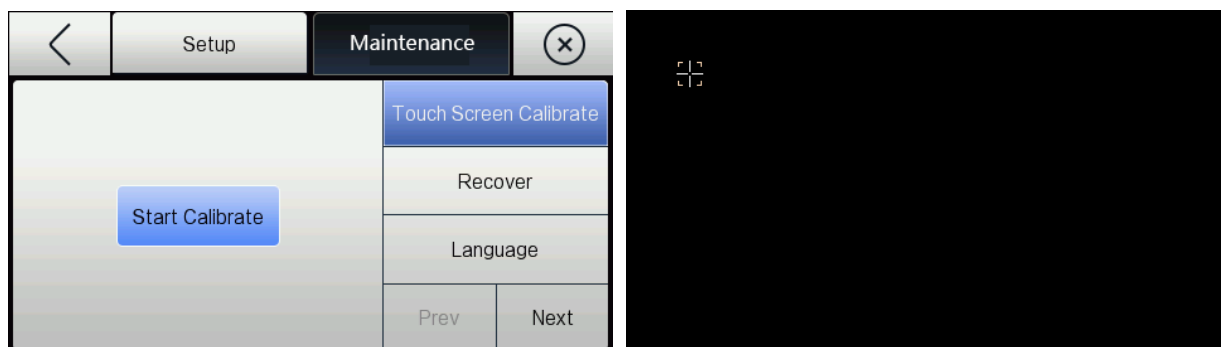 Setup
Maintenance
Touch Screen Calibrate
Start Calibrate
Recover
Language
Prev
Next